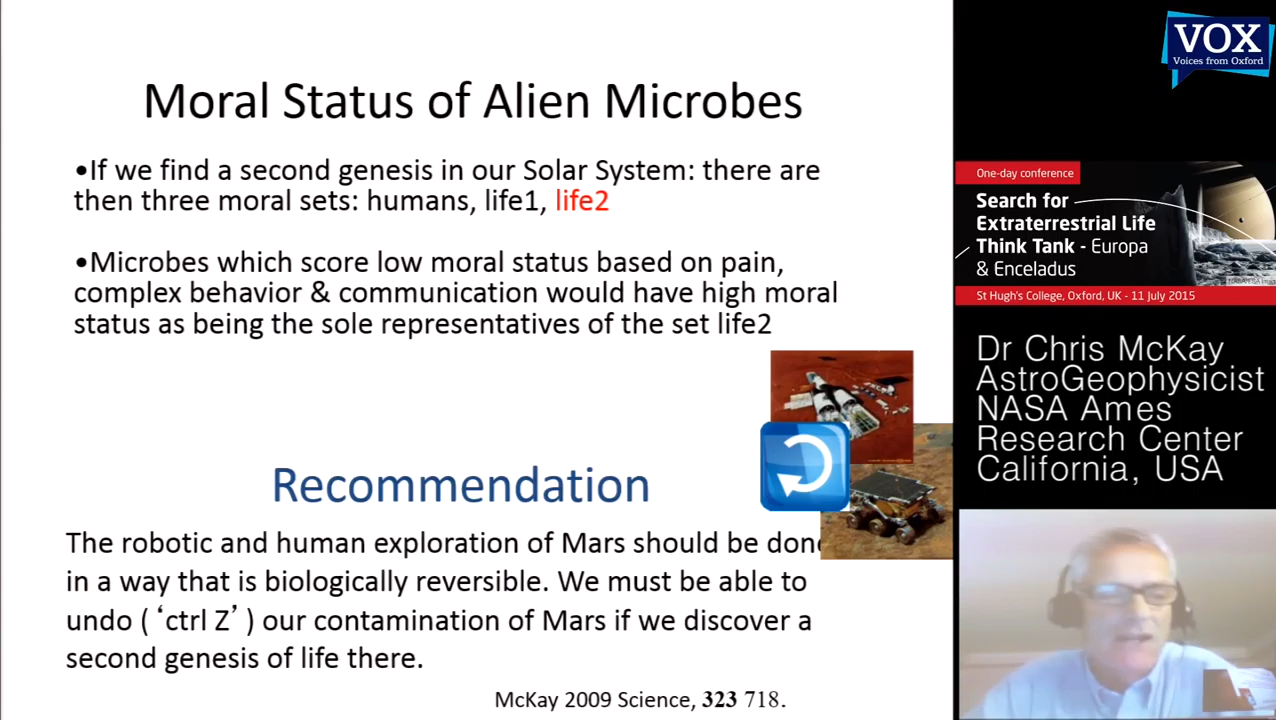 Moral Status of Alien Microbes
•If we find a second genesis in our Solar System: there are
then three moral sets: humans, life1, life2
•Microbes which score low moral status based on pain,
complex behavior & communication would have high moral
status as being the sole representatives of the set life2
Recommendation
The robotic and human exploration of Mars should be done
in a way that is biologically reversible. We must be able to
undo (‘ctrl Z’) our contamination of Mars if we discover a
second genesis of life there.
McKay 2009 Science, 323 718.
VOX
Voices from Oxford
One-day conference
Search for
Extraterrestrial Life
Think Tank - Europa
& Enceladus
St Hugh's College, Oxford, UK - 11 July 2015
Dr Chris McKay
AstroGeophysicist
NASA Ames
Research Center
California, USA